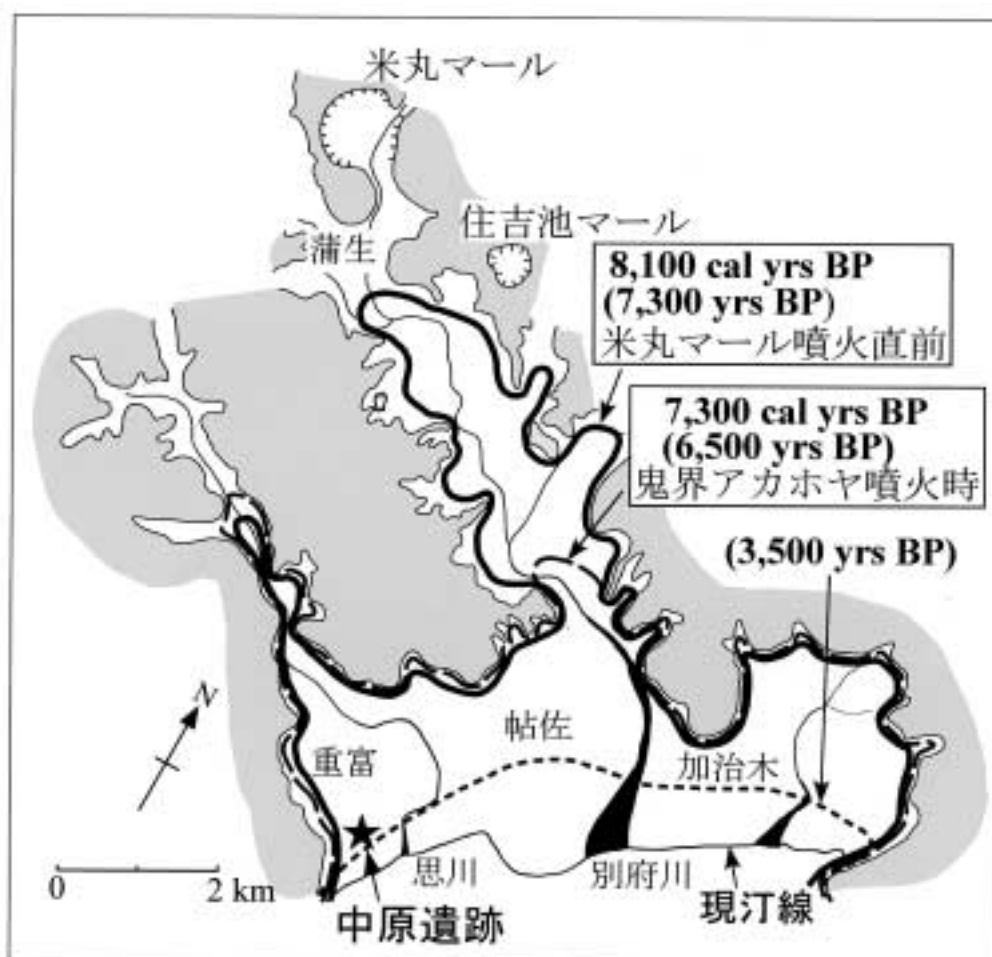 米丸マール
住吉池マール
蒲生
8,100 cal yrs BP
(7,300 yrs BP)
米丸マール噴火直前
7,300 cal yrs BP
(6,500 yrs BP)
鬼界アカホヤ噴火時
(3,500 yrs BP)
N
帖佐
重富
加治木
思川
別府川
現汀線
0 2 km
中原遺跡